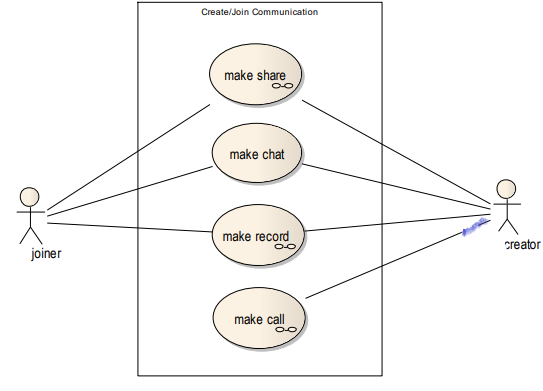 Create/Join Communication
make share
make chat
make record
make call
joiner
creator